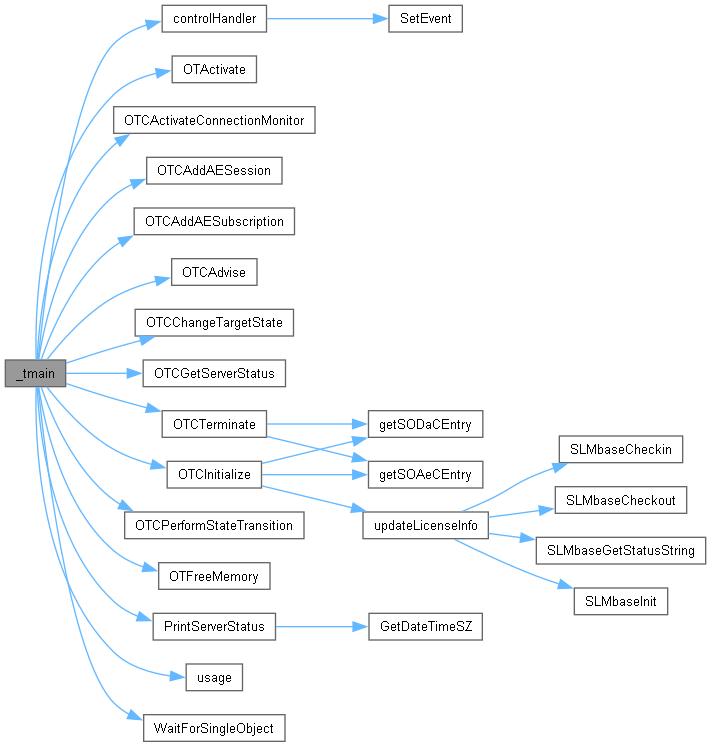 controlHandler
SetEvent
OTActivate
OTCActivateConnectionMonitor
OTCAddAESession
OTCAddAESubscription
OTCAdvise
OTCChangeTargetState
_tmain
OTCGetServerStatus
OTCTerminate
getSODaCEntry
OTCInitialize
getSOAeCEntry
SLMbaseCheckin
SLMbaseCheckout
OTCPerformStateTransition
updateLicenseInfo
SLMbaseGetStatusString
OTFreeMemory
SLMbaseInit
PrintServerStatus
GetDateTimeSZ
usage
WaitForSingleObject